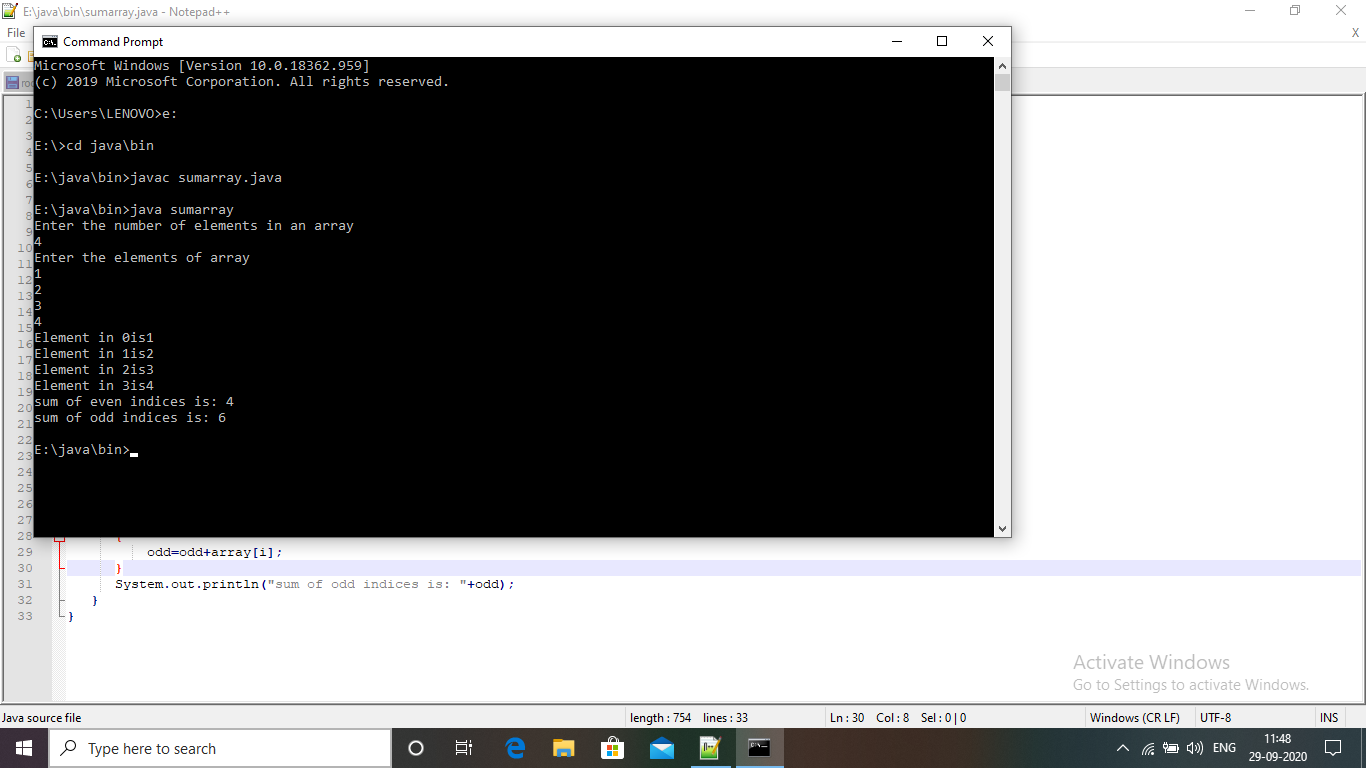 E:\java\bin\sumarray.java - Notepad++
File
X
Command Prompt
Microsoft Windows [Version 10.0.18362.959]
(c) 2019 Microsoft Corporation. All rights reserved.
C:\Users\LENOVO>e:
E:\>cd java\bin
E:\java\bin>javac sumarray.java
E:\java\bin>java sumarray
Enter the number of elements in an array
4
Enter the elements of array
1
2
3
4
Element in 0is1
Element in 1is2
Element in 2is3
Element in 3is4
sum of even indices is: 4
sum of odd indices is: 6
E:\java\bin>
1
2
3
4
5
6
7
8
9
10
11
12
13
14
15
16
17
18
19
20
21
22
23
24
25
26
27
28 {
29 odd=odd+array[i];
30 }
31 System.out.println("sum of odd indices is: "+odd);
32 }
33 }
Activate Windows
Go to Settings to activate Windows.
Java source file length : 754 lines : 33 Ln : 30 Col : 8 Sel : 0 | 0 Windows (CR LF) UTF-8 INS
Type here to search
ENG
11:48
29-09-2020